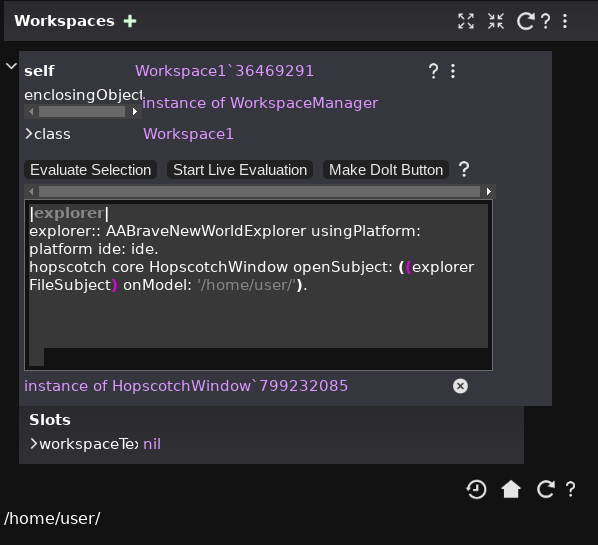 Workspaces
self Workspace1`36469291
enclosingObject instance of WorkspaceManager
class Workspace1
Evaluate Selection Start Live Evaluation Make DoIt Button ?
|explorer|
explorer:: AABraveNewWorldExplorer usingPlatform:
platform ide: ide.
hopscotch core HopscotchWindow openSubject: ((explorer
FileSubject) onModel: '/home/user/').
instance of HopscotchWindow`799232085
Slots
workspaceTex nil
/home/user/